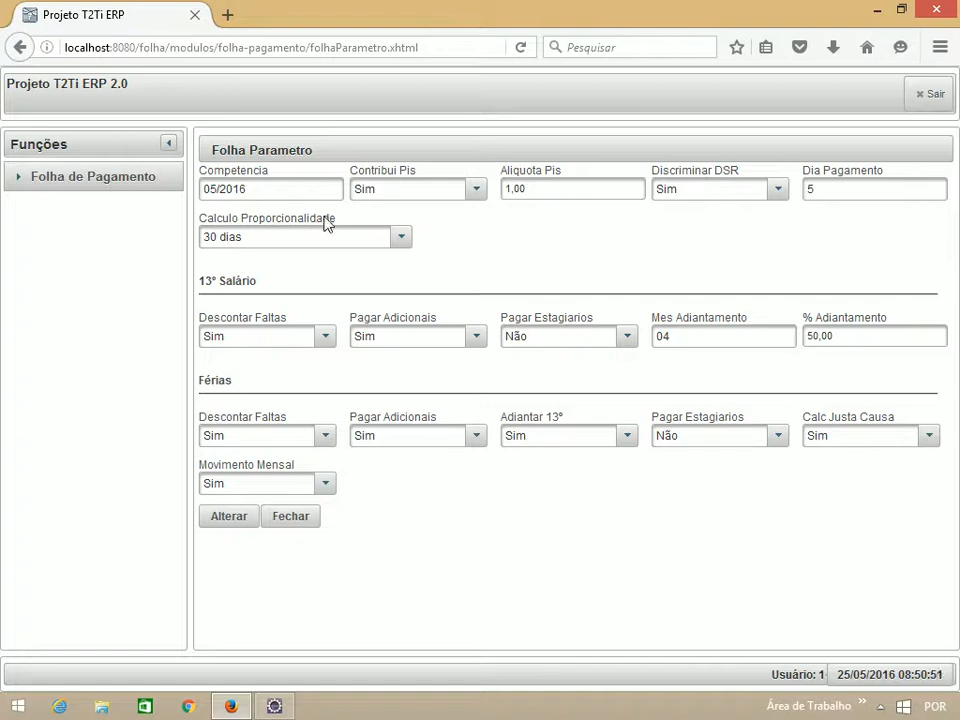 Projeto T2Ti ERP
localhost:8080/folha/modulos/folha-pagamento/folhaParametro.xhtml
Pesquisar
Projeto T2Ti ERP 2.0
Sair
Funções
Folha de Pagamento
Folha Parametro
Competencia Contribui Pis Aliquota Pis Discriminar DSR Dia Pagamento
05/2016 Sim 1,00 Sim 5
Calculo Proporcionalidade
30 dias
13º Salário
Descontar Faltas Pagar Adicionais Pagar Estagiarios Mes Adiantamento % Adiantamento
Sim Sim Não 04 50,00
Férias
Descontar Faltas Pagar Adicionais Adiantar 13º Pagar Estagiarios Calc Justa Causa
Sim Sim Sim Não Sim
Movimento Mensal
Sim
Alterar Fechar
Usuário: 1 25/05/2016 08:50:51
Área de Trabalho POR